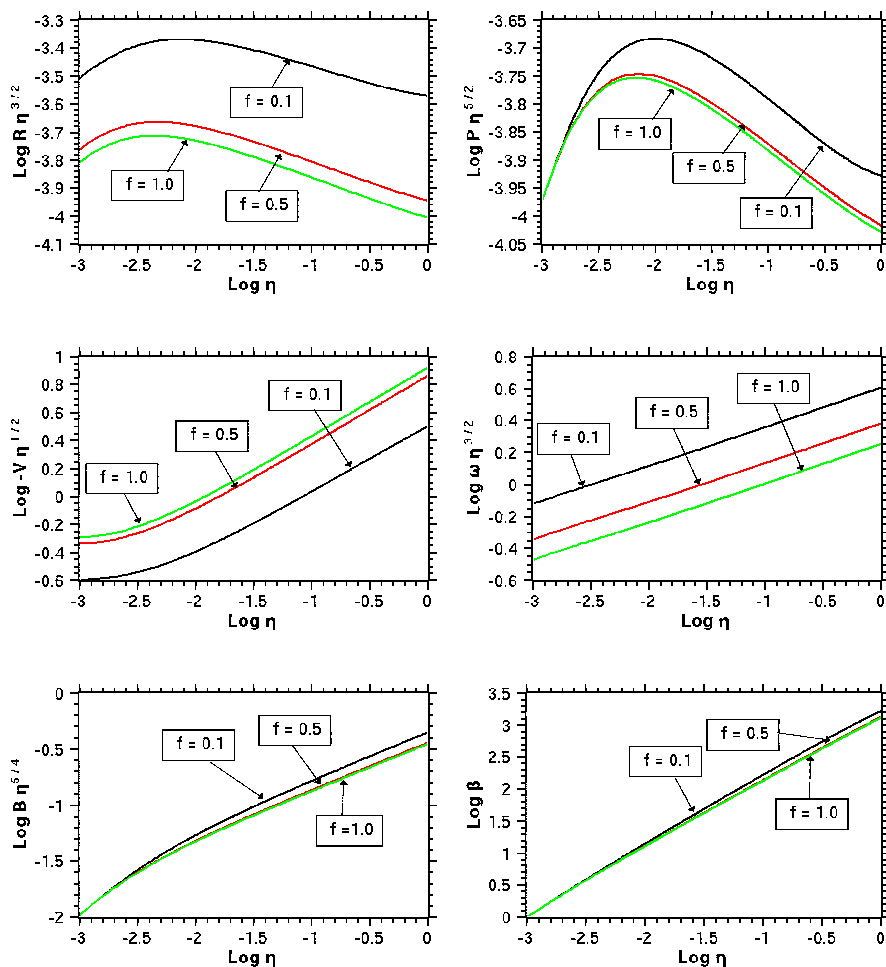 Log R η 3/2
-3.3
-3.4
-3.5
-3.6
-3.7
-3.8
-3.9
-4
-4.1
f = 0.1
f = 1.0
f = 0.5
-3 -2.5 -2 -1.5 -1 -0.5 0
Log η
Log P η 5/2
-3.65
-3.7
-3.75
-3.8
-3.85
-3.9
-3.95
-4
-4.05
f = 1.0
f = 0.5
f = 0.1
-3 -2.5 -2 -1.5 -1 -0.5 0
Log η
Log -V η 1/2
1
0.8
0.6
0.4
0.2
0
-0.2
-0.4
-0.6
f = 0.1
f = 0.5
f = 1.0
-3 -2.5 -2 -1.5 -1 -0.5 0
Log η
Log ω η 3/2
0.8
0.6
0.4
0.2
0
-0.2
-0.4
-0.6
f = 1.0
f = 0.5
f = 0.1
-3 -2.5 -2 -1.5 -1 -0.5 0
Log η
Log B η 5/4
0
-0.5
-1
-1.5
-2
f = 0.5
f = 0.1
f =1.0
-3 -2.5 -2 -1.5 -1 -0.5 0
Log η
Log β
3.5
3
2.5
2
1.5
1
0.5
0
f = 0.5
f = 0.1
f = 1.0
-3 -2.5 -2 -1.5 -1 -0.5 0
Log η